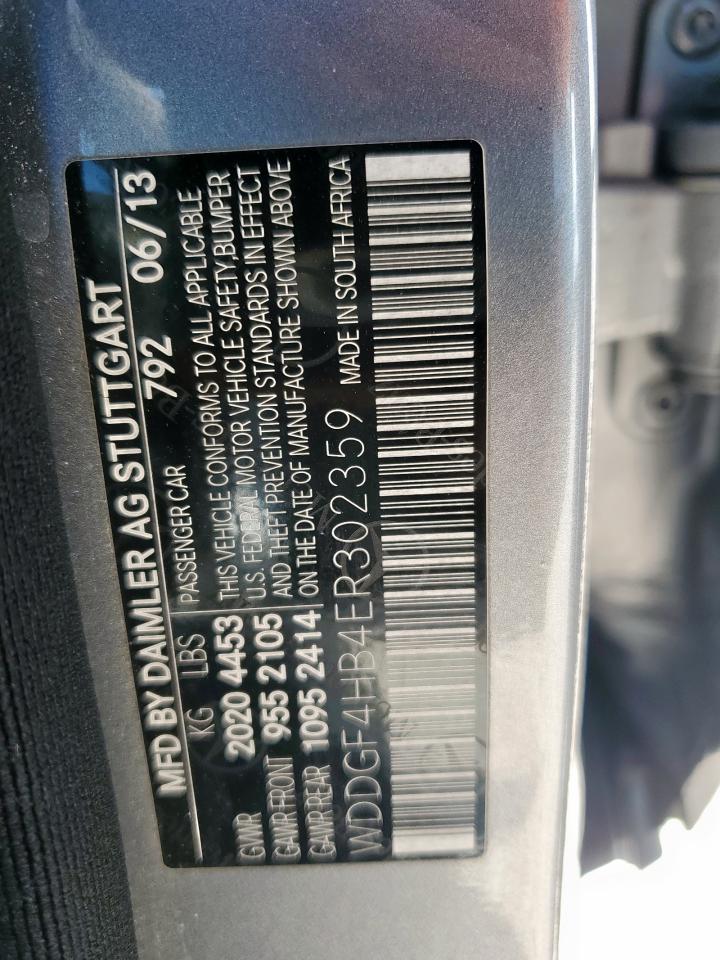 MFD BY DAIMLER AG STUTTGART
KG LBS PASSENGER CAR 792 06/13
GWR 2020 4453 THIS VEHICLE CONFORMS TO ALL APPLICABLE
GAWR FRONT 955 2105 U.S. FEDERAL MOTOR VEHICLE SAFETY, BUMPER
GAWR REAR 1095 2414 AND THEFT PREVENTION STANDARDS IN EFFECT
ON THE DATE OF MANUFACTURE SHOWN ABOVE
WDDGF4HB4ER302359 MADE IN SOUTH AFRICA